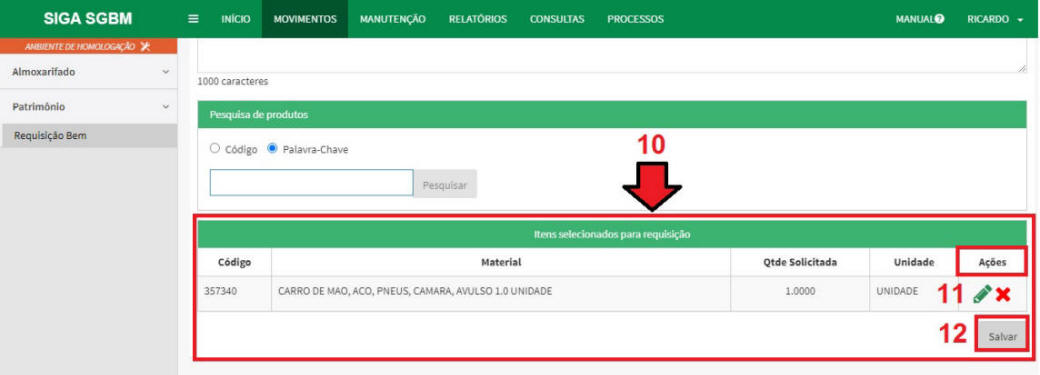 SIGA SGBM
INÍCIO MOVIMENTOS MANUTENÇÃO RELATÓRIOS CONSULTAS PROCESSOS MANUAL RICARDO
AMBIENTE DE HOMOLOGAÇÃO
Almoxarifado
1000 caracteres
Patrimônio
Pesquisa de produtos
Requisição Bem
Código Palavra-Chave
10
Pesquisar
Itens selecionados para requisição
Código Material Qtde Solicitada Unidade Ações
357340 CARRO DE MAO, ACO, PNEUS, CAMARA, AVULSO 1.0 UNIDADE 1.0000 UNIDADE 11
12 Salvar